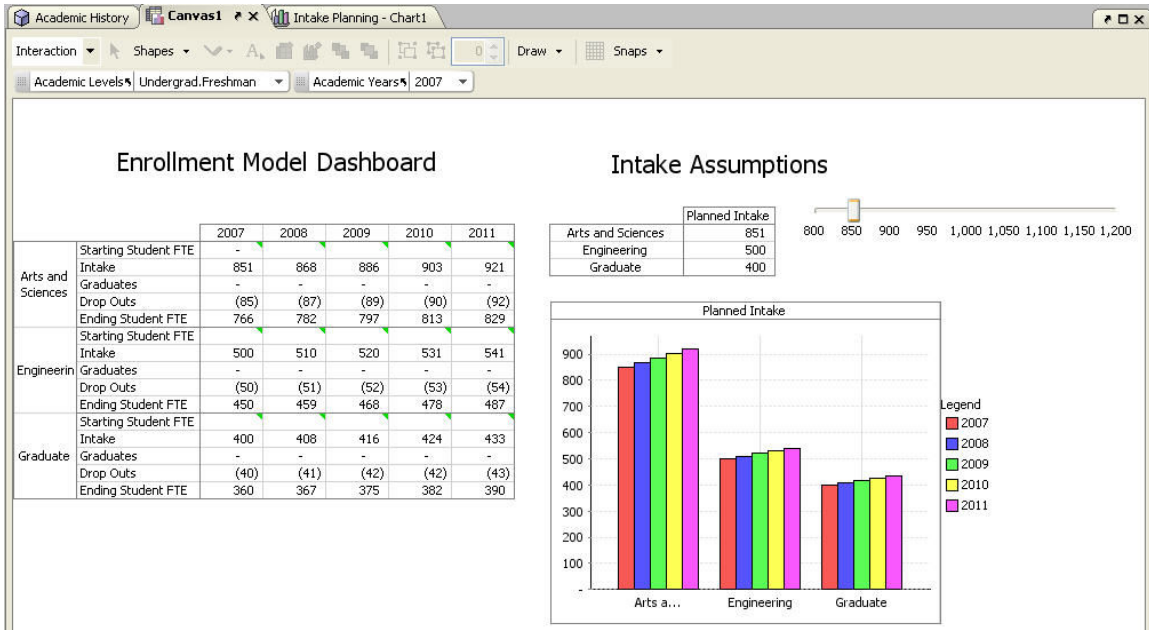 Academic History Canvas1 Intake Planning - Chart1
Interaction Shapes A 0 Draw Snaps
Academic Levels Undergrad.Freshman Academic Years 2007
Enrollment Model Dashboard
2007 2008 2009 2010 2011
Arts and Sciences
Starting Student FTE -
Intake 851 868 886 903 921
Graduates - - - - -
Drop Outs (85) (87) (89) (90) (92)
Ending Student FTE 766 782 797 813 829
Engineerin
Starting Student FTE
Intake 500 510 520 531 541
Graduates - - - - -
Drop Outs (50) (51) (52) (53) (54)
Ending Student FTE 450 459 468 478 487
Graduate
Starting Student FTE
Intake 400 408 416 424 433
Graduates - - - - -
Drop Outs (40) (41) (42) (42) (43)
Ending Student FTE 360 367 375 382 390
Intake Assumptions
Planned Intake
Arts and Sciences 851
Engineering 500
Graduate 400
800 850 900 950 1,000 1,050 1,100 1,150 1,200
Planned Intake
900
800
700
600
500
400
300
200
100
-
Arts a... Engineering Graduate
Legend
2007
2008
2009
2010
2011